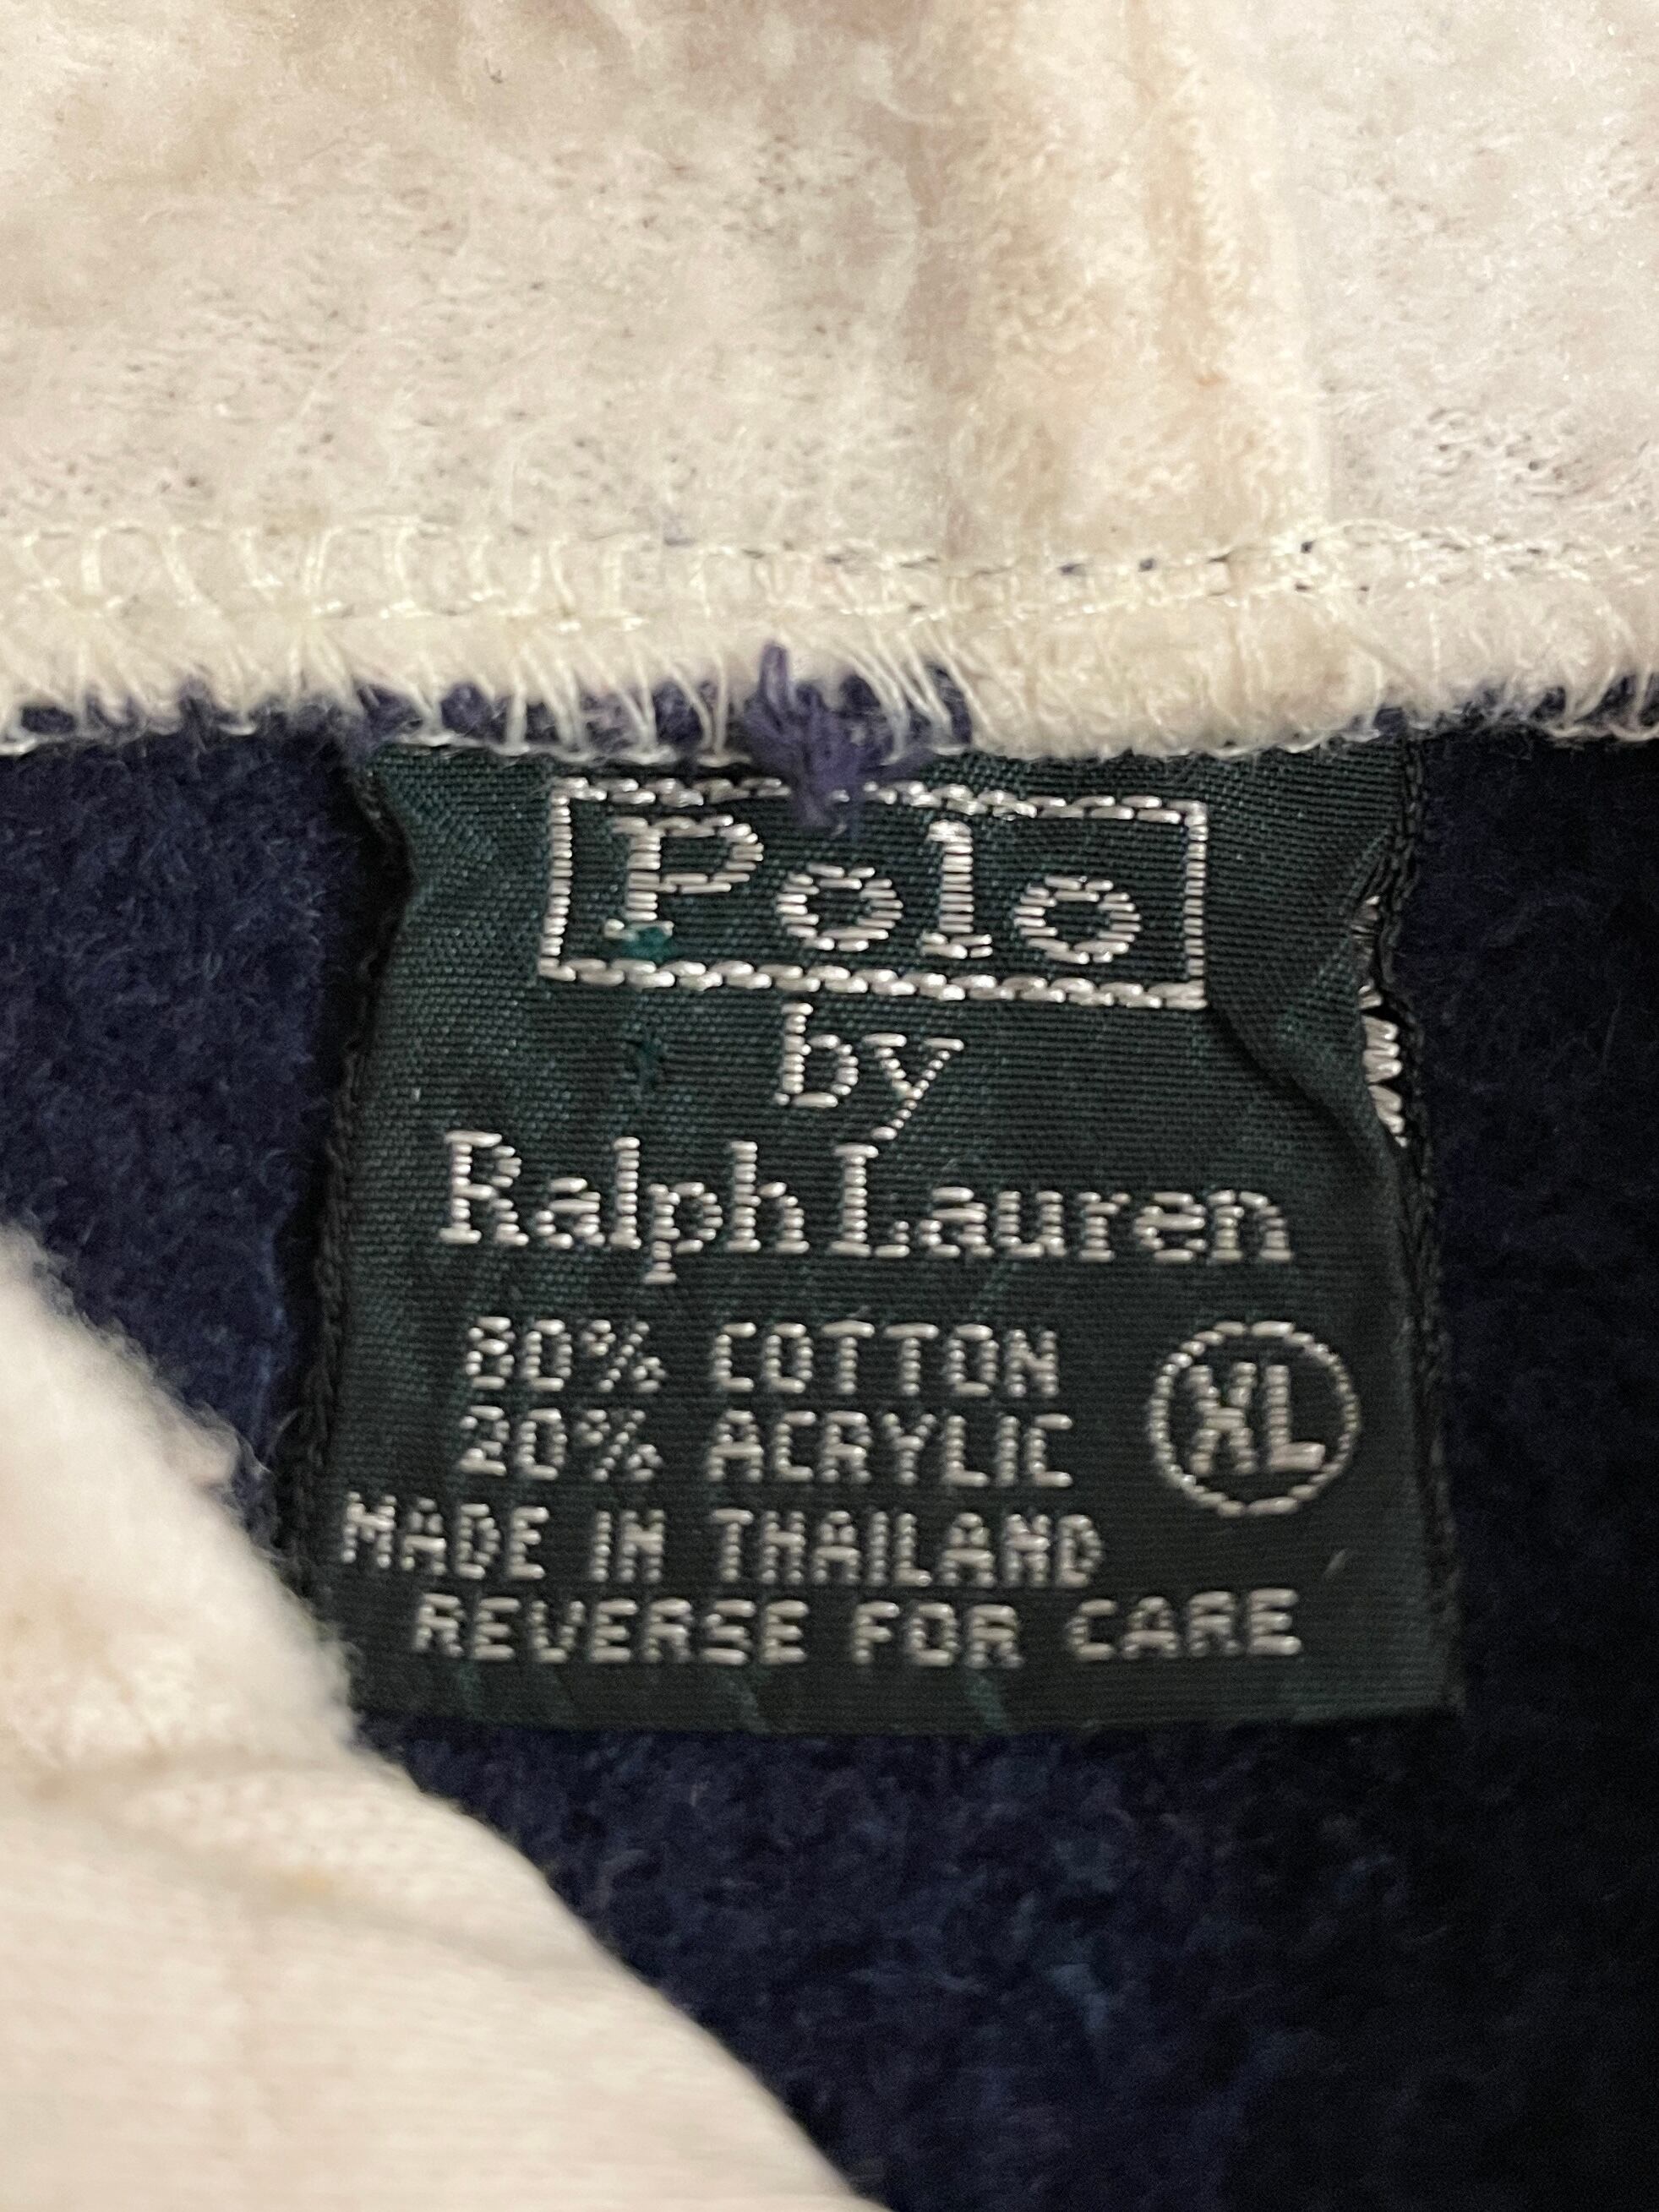 Polo
by
Ralph Lauren
80% COTTON
20% ACRYLIC
XL
MADE IN THAILAND
REVERSE FOR CARE